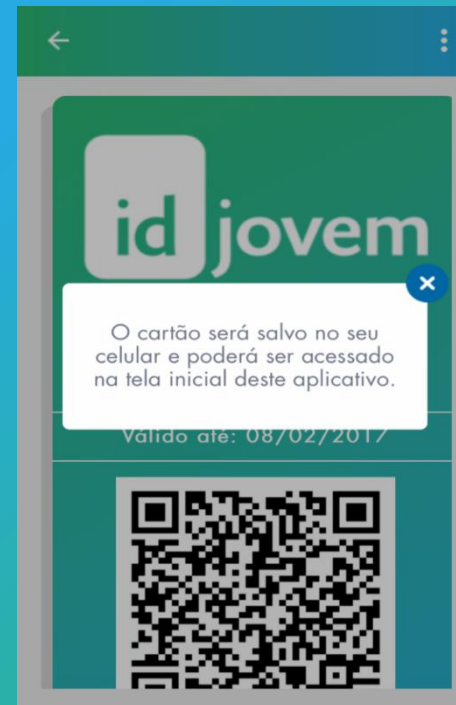 id jovem
O cartão será salvo no seu
celular e poderá ser acessado
na tela inicial deste aplicativo.
Válido até: 08/02/2017